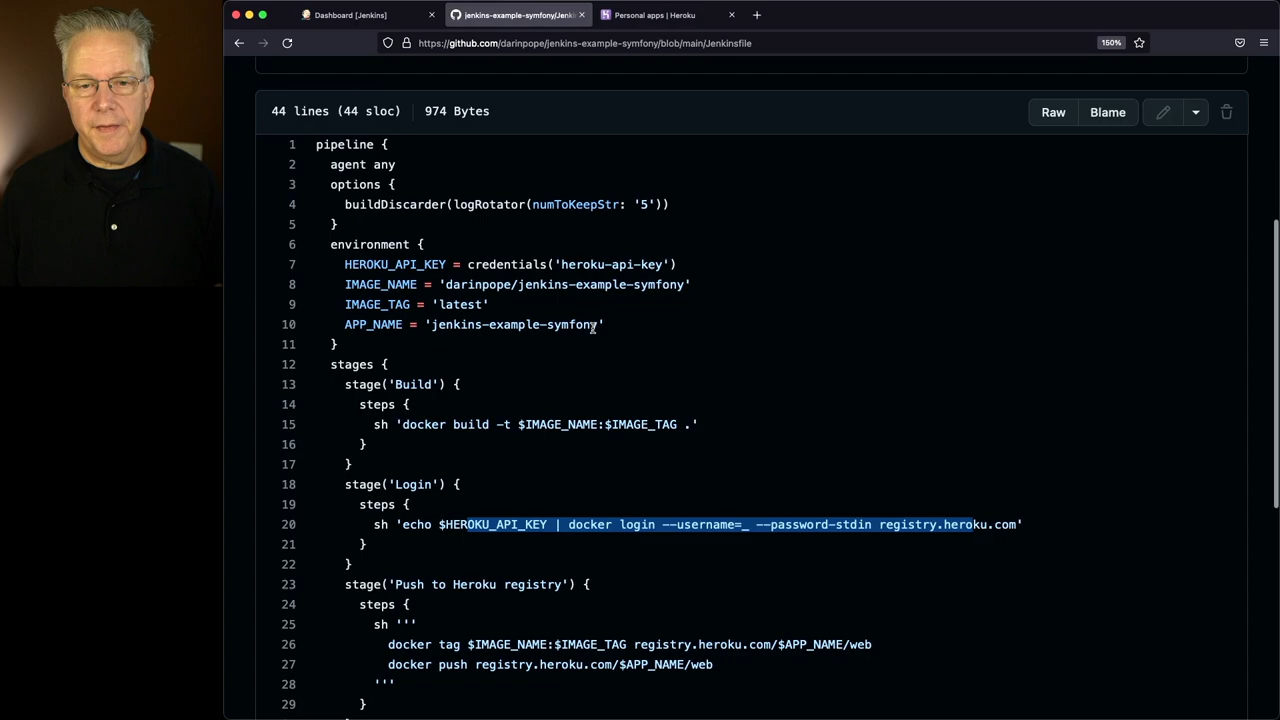 Dashboard [Jenkins]
jenkins-example-symfony/Jenki
Personal apps | Heroku
https://github.com/darinpope/jenkins-example-symfony/blob/main/Jenkinsfile
150%
44 lines (44 sloc)
974 Bytes
Raw
Blame
1 pipeline {
2 agent any
3 options {
4 buildDiscarder(logRotator(numToKeepStr: '5'))
5 }
6 environment {
7 HEROKU_API_KEY = credentials('heroku-api-key')
8 IMAGE_NAME = 'darinpope/jenkins-example-symfony'
9 IMAGE_TAG = 'latest'
10 APP_NAME = 'jenkins-example-symfony'
11 }
12 stages {
13 stage('Build') {
14 steps {
15 sh 'docker build -t $IMAGE_NAME:$IMAGE_TAG .'
16 }
17 }
18 stage('Login') {
19 steps {
20 sh 'echo $HEROKU_API_KEY | docker login --username=_ --password-stdin registry.heroku.com'
21 }
22 }
23 stage('Push to Heroku registry') {
24 steps {
25 sh '''
26 docker tag $IMAGE_NAME:$IMAGE_TAG registry.heroku.com/$APP_NAME/web
27 docker push registry.heroku.com/$APP_NAME/web
28 '''
29 }